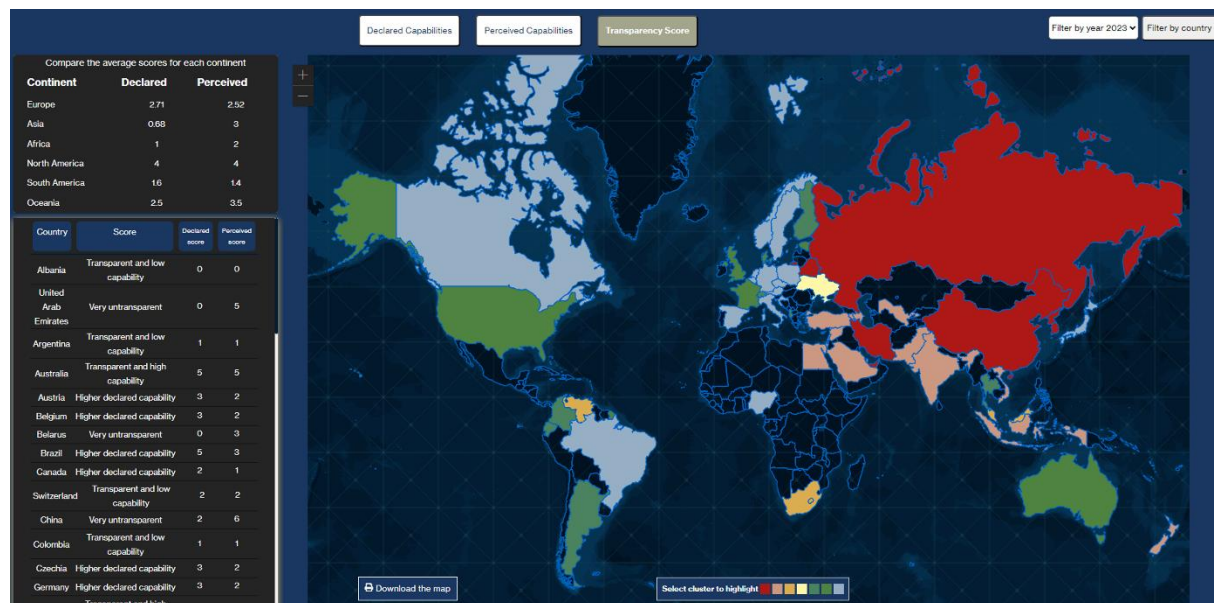 Declared Capabilities
Perceived Capabilities
Transparency Score
Filter by year 2023
Filter by country
Compare the average scores for each continent
Continent Declared Perceived
Europe 2.71 2.52
Asia 0.68 3
Africa 1 2
North America 4 4
South America 1.6 1.4
Oceania 2.5 3.5
Country Score Declared score Perceived score
Albania Transparent and low capability 0 0
United Arab Emirates Very untransparent 0 5
Argentina Transparent and low capability 1 1
Australia Transparent and high capability 5 5
Austria Higher declared capability 3 2
Belgium Higher declared capability 3 2
Belarus Very untransparent 0 3
Brazil Higher declared capability 5 3
Canada Higher declared capability 2 1
Switzerland Transparent and low capability 2 2
China Very untransparent 2 6
Colombia Transparent and low capability 1 1
Czechia Higher declared capability 3 2
Germany Higher declared capability 3 2
Transparent and high
+
−
Download the map
Select cluster to highlight